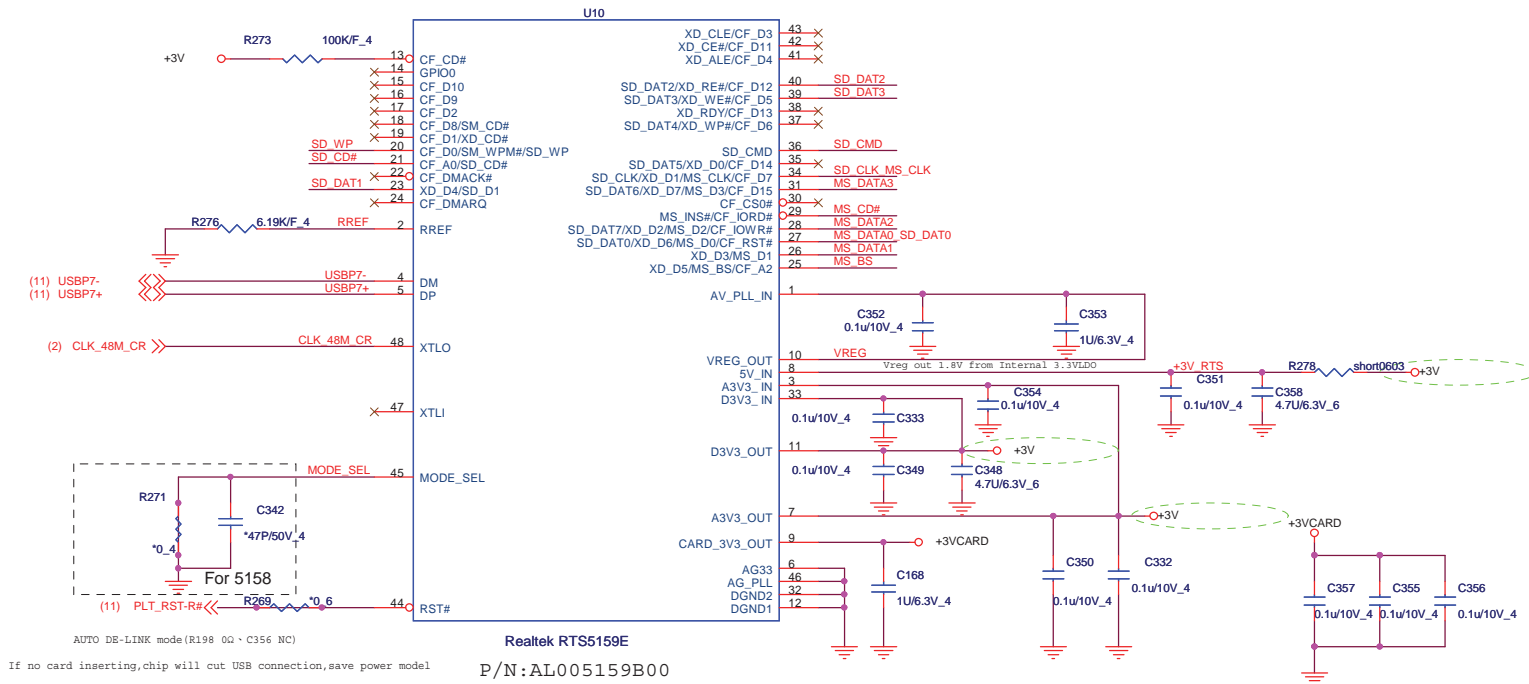 U10
R273 100K/F_4
+3V
13 CF_CD#
14 GPIO0
15 CF_D10
16 CF_D9
17 CF_D2
18 CF_D8/SM_CD#
19 CF_D1/XD_CD#
SD_WP 20 CF_D0/SM_WPM#/SD_WP
SD_CD# 21 CF_A0/SD_CD#
22 CF_DMACK#
SD_DAT1 23 XD_D4/SD_D1
24 CF_DMARQ
R276 6.19K/F_4 RREF 2 RREF
(11) USBP7- USBP7- 4 DM
(11) USBP7+ USBP7+ 5 DP
(2) CLK_48M_CR CLK_48M_CR 48 XTLO
47 XTLI
MODE_SEL 45 MODE_SEL
R271
*0_4
C342
*47P/50V_4
For 5158
(11) PLT_RST-R# R269 *0_6 44 RST#
XD_CLE/CF_D3 43
XD_CE#/CF_D11 42
XD_ALE/CF_D4 41
SD_DAT2/XD_RE#/CF_D12 40 SD_DAT2
SD_DAT3/XD_WE#/CF_D5 39 SD_DAT3
XD_RDY/CF_D13 38
SD_DAT4/XD_WP#/CF_D6 37
SD_CMD 36 SD_CMD
SD_DAT5/XD_D0/CF_D14 35
SD_CLK/XD_D1/MS_CLK/CF_D7 34 SD_CLK_MS_CLK
SD_DAT6/XD_D7/MS_D3/CF_D15 31 MS_DATA3
CF_CS0# 30
MS_INS#/CF_IORD# 29 MS_CD#
SD_DAT7/XD_D2/MS_D2/CF_IOWR# 28 MS_DATA2
SD_DAT0/XD_D6/MS_D0/CF_RST# 27 MS_DATA0_SD_DAT0
XD_D3/MS_D1 26 MS_DATA1
XD_D5/MS_BS/CF_A2 25 MS_BS
AV_PLL_IN 1
C352
0.1u/10V_4
C353
1U/6.3V_4
VREG_OUT 10 VREG
Vreg out 1.8V from Internal 3.3VLDO
5V_IN 8 +3V_RTS R278 short0603 +3V
A3V3_IN 3
D3V3_IN 33
C351
0.1u/10V_4
C358
4.7U/6.3V_6
C354
0.1u/10V_4
0.1u/10V_4 C333
D3V3_OUT 11 +3V
0.1u/10V_4 C349
C348
4.7U/6.3V_6
A3V3_OUT 7 +3V
CARD_3V3_OUT 9 +3VCARD
AG33 6
AG_PLL 46
DGND2 32
DGND1 12
C168
1U/6.3V_4
C350
0.1u/10V_4
C332
0.1u/10V_4
+3VCARD
C357
0.1u/10V_4
C355
0.1u/10V_4
C356
0.1u/10V_4
AUTO DE-LINK mode(R198 0Ω、C356 NC)
If no card inserting,chip will cut USB connection,save power model
Realtek RTS5159E
P/N:AL005159B00